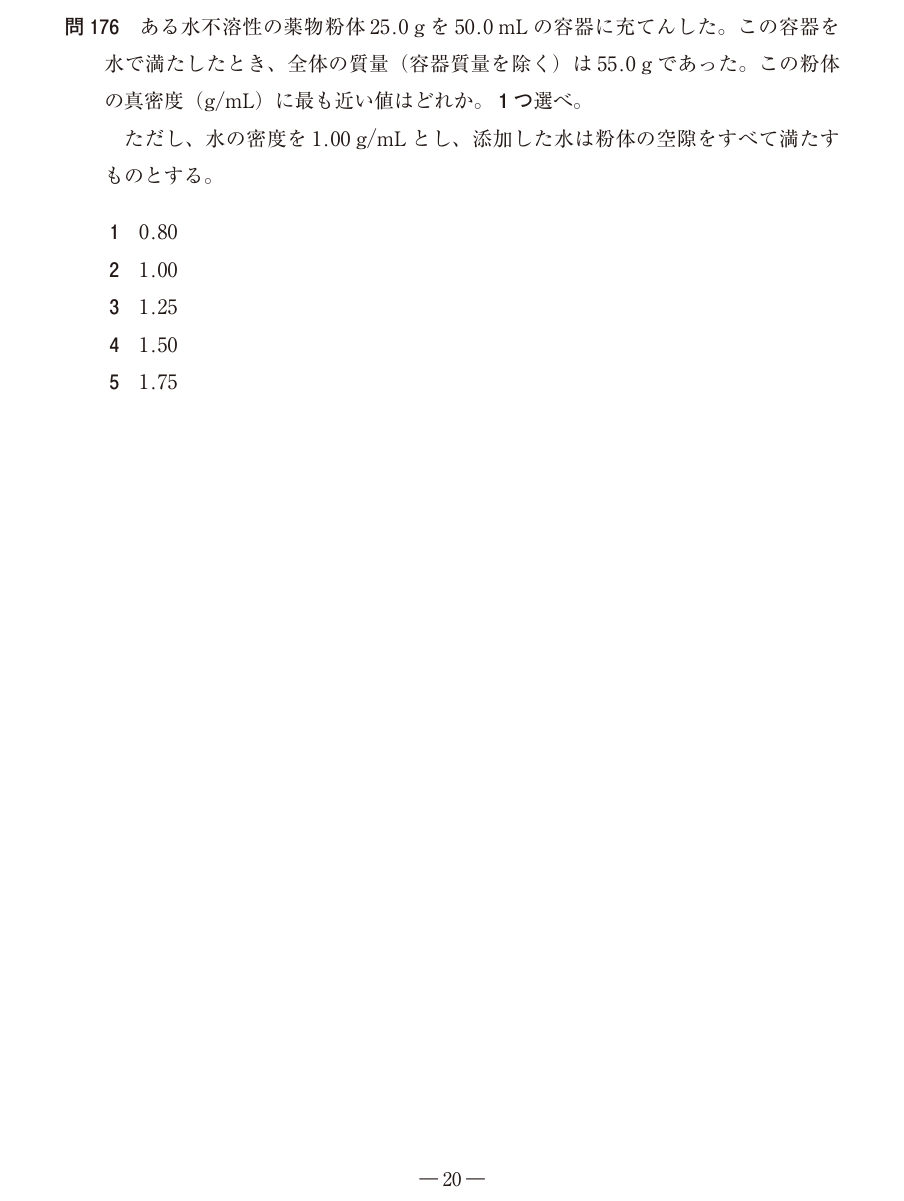 問 176 ある水不溶性の薬物粉体 25.0 g を 50.0 mL の容器に充てんした。この容器を
水で満たしたとき、全体の質量（容器質量を除く）は 55.0 g であった。この粉体
の真密度（g/mL）に最も近い値はどれか。1つ選べ。
ただし、水の密度を 1.00 g/mL とし、添加した水は粉体の空隙をすべて満たす
ものとする。
1 0.80
2 1.00
3 1.25
4 1.50
5 1.75
— 20 —